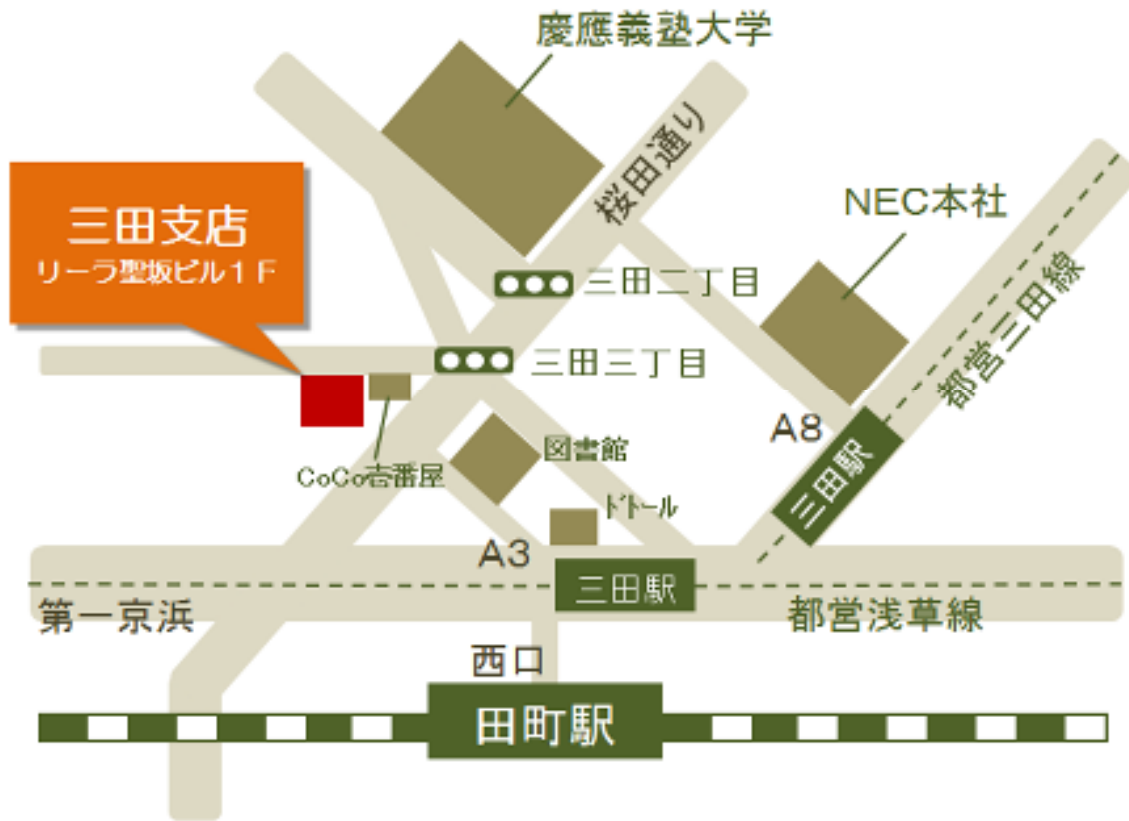 慶應義塾大学
桜田通り
NEC本社
三田支店
リーラ聖坂ビル1F
三田二丁目
都営三田線
三田三丁目
A8
図書館
CoCo壱番屋
三田駅
ﾄﾞﾄｰﾙ
A3
三田駅
第一京浜
都営浅草線
西口
田町駅